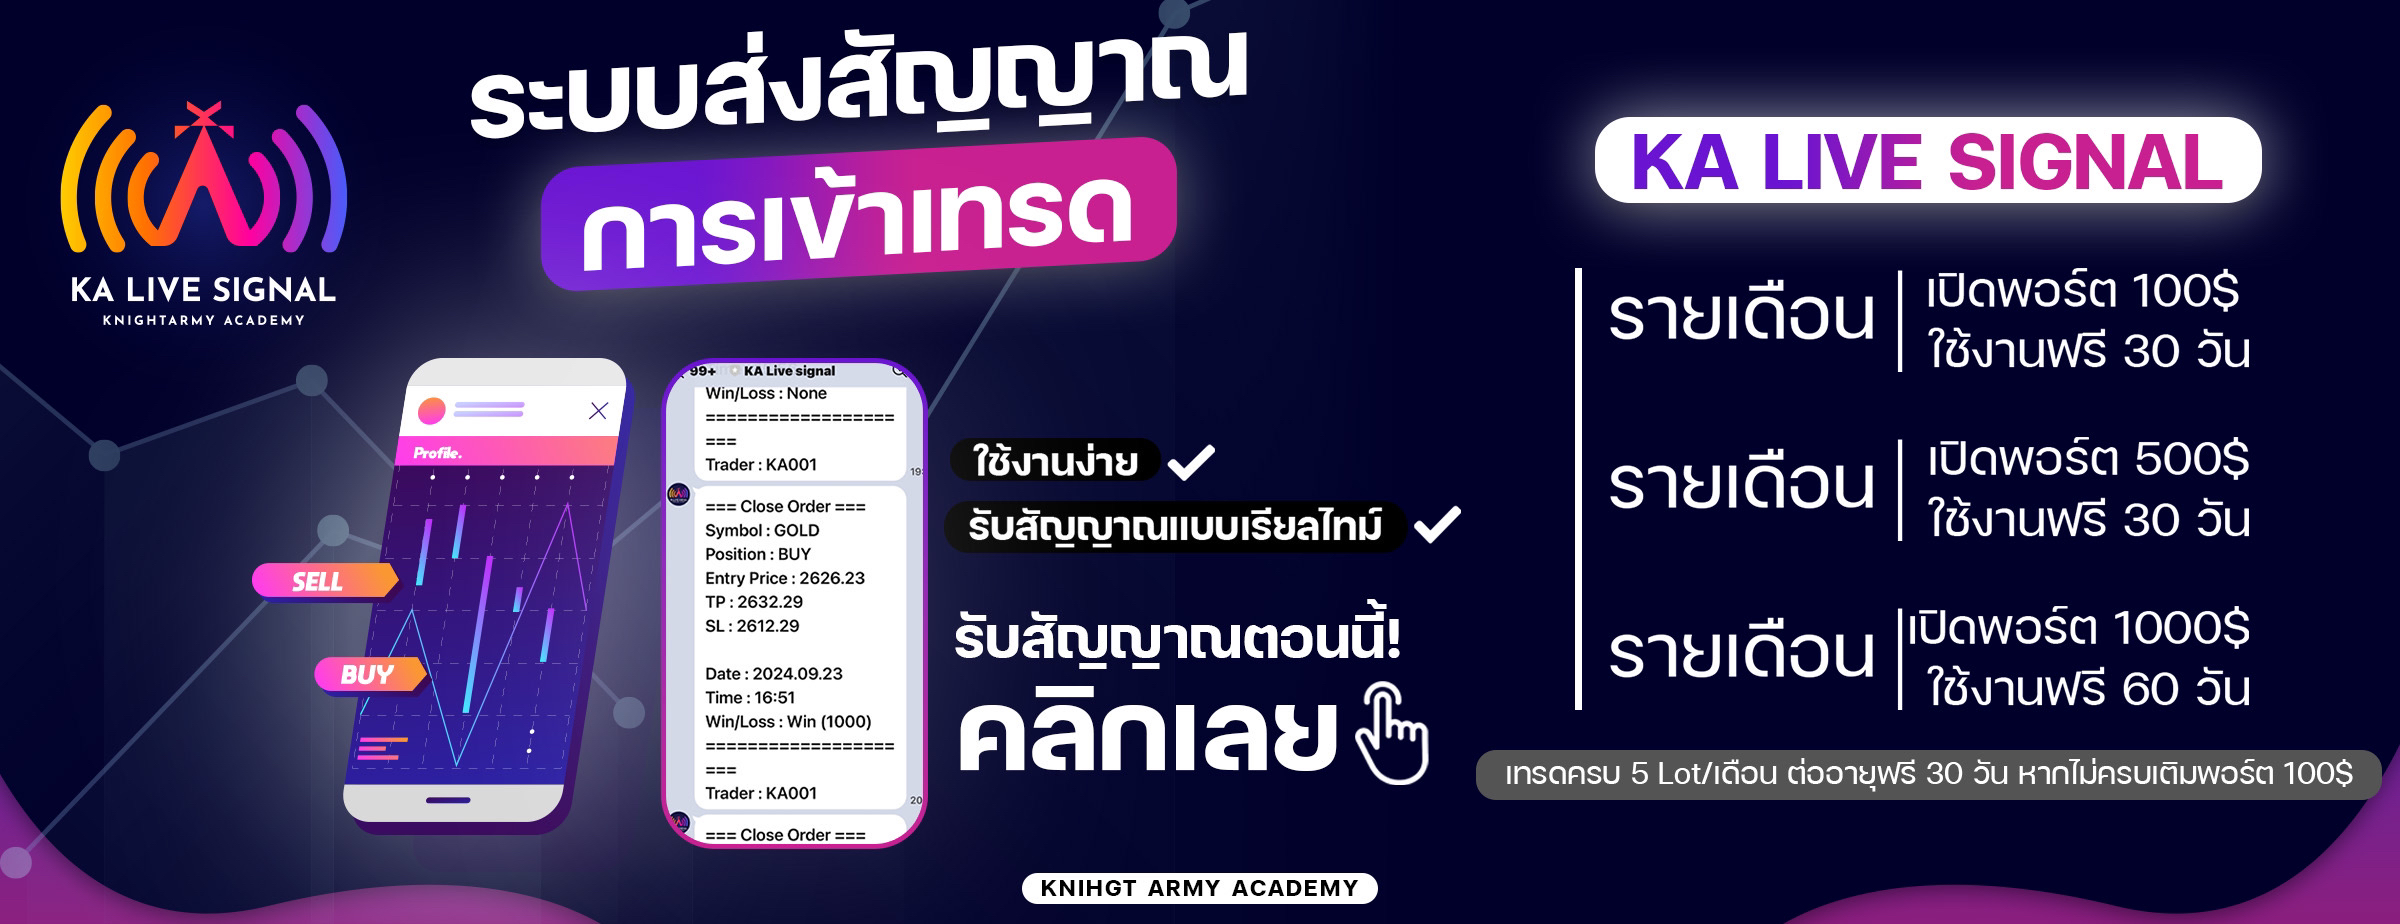 ระบบส่งสัญญาณ
การเข้าเทรด
KA LIVE SIGNAL
KNIGHTARMY ACADEMY
Profile.
SELL
BUY
99+ KA Live signal
Win/Loss : None
==================
===
Trader : KA001
=== Close Order ===
Symbol : GOLD
Position : BUY
Entry Price : 2626.23
TP : 2632.29
SL : 2612.29
Date : 2024.09.23
Time : 16:51
Win/Loss : Win (1000)
==================
===
Trader : KA001
=== Close Order ===
ใช้งานง่าย
รับสัญญาณแบบเรียลไทม์
รับสัญญาณตอนนี้!
คลิกเลย
KA LIVE SIGNAL
รายเดือน
เปิดพอร์ต 100$
ใช้งานฟรี 30 วัน
รายเดือน
เปิดพอร์ต 500$
ใช้งานฟรี 30 วัน
รายเดือน
เปิดพอร์ต 1000$
ใช้งานฟรี 60 วัน
เทรดครบ 5 Lot/เดือน ต่ออายุฟรี 30 วัน หากไม่ครบเติมพอร์ต 100$
KNIHGT ARMY ACADEMY